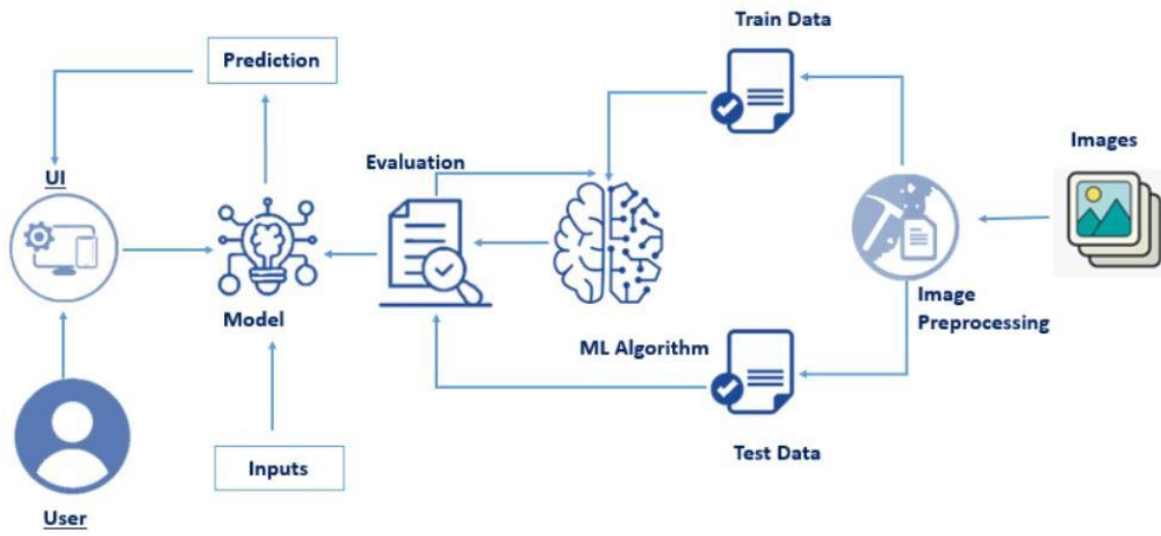 Train Data
Prediction
Images
Evaluation
UI
Image
Preprocessing
Model
ML Algorithm
Test Data
Inputs
User